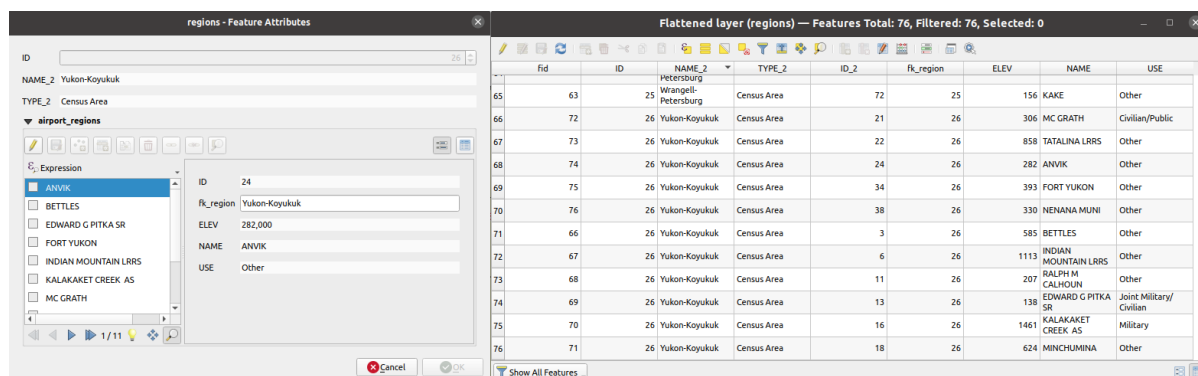 regions - Feature Attributes
ID 26
NAME_2 Yukon-Koyukuk
TYPE_2 Census Area
airport_regions
Expression
ANVIK
BETTLES
EDWARD G PITKA SR
FORT YUKON
INDIAN MOUNTAIN LRRS
KALAKAKET CREEK AS
MC GRATH
1/11
ID 24
fk_region Yukon-Koyukuk
ELEV 282,000
NAME ANVIK
USE Other
Cancel OK
Flattened layer (regions) — Features Total: 76, Filtered: 76, Selected: 0
fid ID NAME_2 TYPE_2 ID_2 fk_region ELEV NAME USE
Petersburg
65 63 25 Wrangell-Petersburg Census Area 72 25 156 KAKE Other
66 72 26 Yukon-Koyukuk Census Area 21 26 306 MC GRATH Civilian/Public
67 73 26 Yukon-Koyukuk Census Area 22 26 858 TATALINA LRRS Other
68 74 26 Yukon-Koyukuk Census Area 24 26 282 ANVIK Other
69 75 26 Yukon-Koyukuk Census Area 34 26 393 FORT YUKON Other
70 76 26 Yukon-Koyukuk Census Area 38 26 330 NENANA MUNI Other
71 66 26 Yukon-Koyukuk Census Area 3 26 585 BETTLES Other
72 67 26 Yukon-Koyukuk Census Area 6 26 1113 INDIAN MOUNTAIN LRRS Other
73 68 26 Yukon-Koyukuk Census Area 11 26 207 RALPH M CALHOUN Other
74 69 26 Yukon-Koyukuk Census Area 13 26 138 EDWARD G PITKA SR Joint Military/Civilian
75 70 26 Yukon-Koyukuk Census Area 16 26 1461 KALAKAKET CREEK AS Military
76 71 26 Yukon-Koyukuk Census Area 18 26 624 MINCHUMINA Other
Show All Features